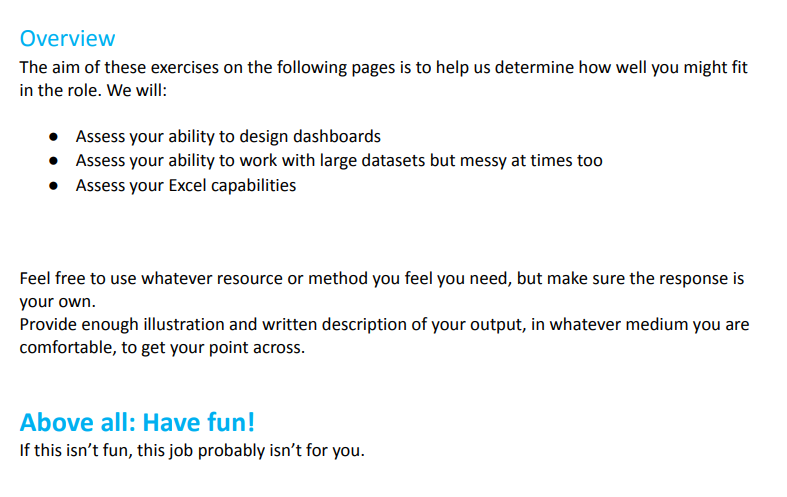 Overview
The aim of these exercises on the following pages is to help us determine how well you might fit
in the role. We will:
● Assess your ability to design dashboards
● Assess your ability to work with large datasets but messy at times too
● Assess your Excel capabilities
Feel free to use whatever resource or method you feel you need, but make sure the response is
your own.
Provide enough illustration and written description of your output, in whatever medium you are
comfortable, to get your point across.
Above all: Have fun!
If this isn’t fun, this job probably isn’t for you.